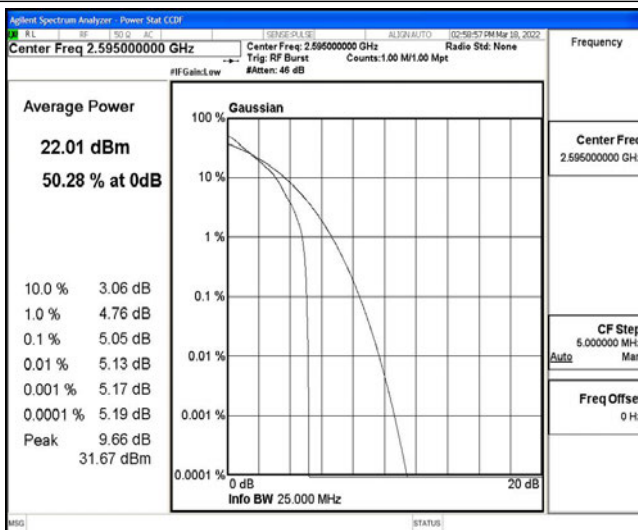 Agilent Spectrum Analyzer - Power Stat CCDF
RL RF 50 Ω AC SENSE:PULSE ALIGN AUTO 02:58:57 PM Mar 18, 2022
Center Freq 2.595000000 GHz
Center Freq: 2.595000000 GHz Radio Std: None
Trig: RF Burst Counts:1.00 M/1.00 Mpt
#IFGain:Low #Atten: 46 dB
Frequency
Average Power
22.01 dBm
50.28 % at 0dB
10.0 % 3.06 dB
1.0 % 4.76 dB
0.1 % 5.05 dB
0.01 % 5.13 dB
0.001 % 5.17 dB
0.0001 % 5.19 dB
Peak 9.66 dB
31.67 dBm
Gaussian
100 %
10 %
1 %
0.1 %
0.01 %
0.001 %
0.0001 %
0 dB 20 dB
Info BW 25.000 MHz
Center Freq
2.595000000 GHz
CF Step
5.000000 MHz
Auto Man
Freq Offset
0 Hz
MSG STATUS